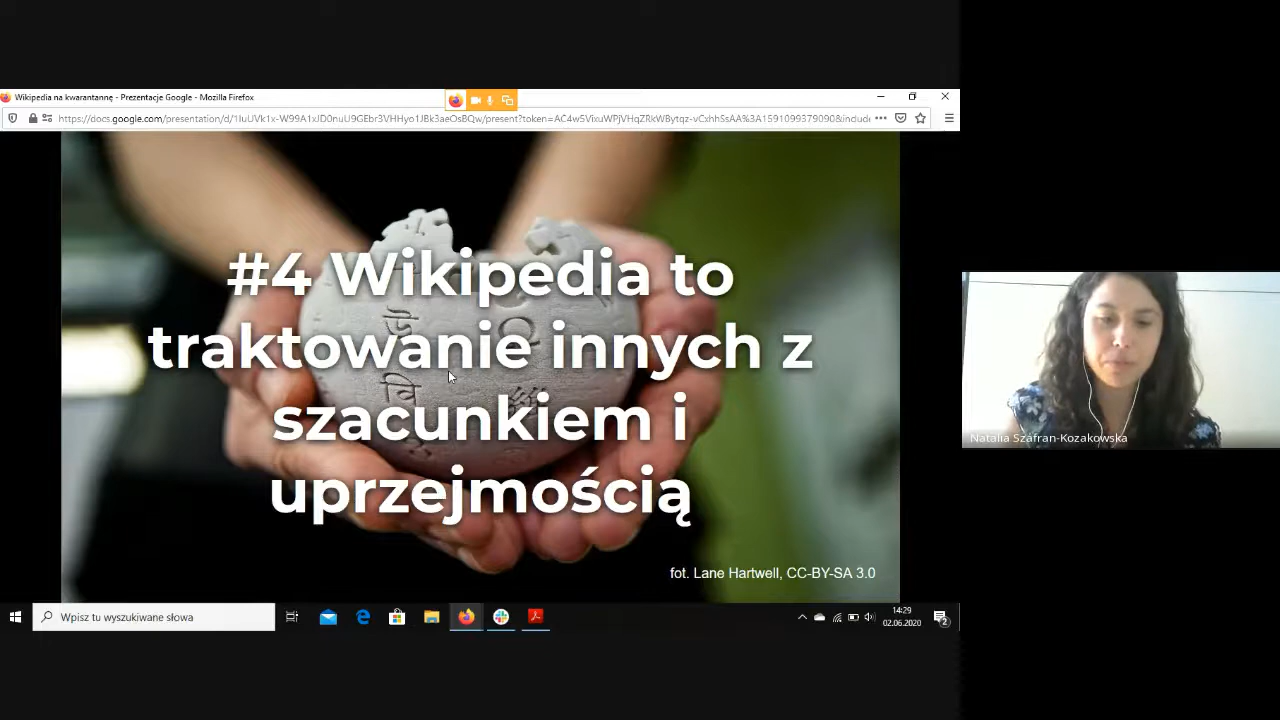 Wikipedia na kwarantannę - Prezentacje Google - Mozilla Firefox
#4 Wikipedia to
traktowanie innych z
szacunkiem i
uprzejmością
fot. Lane Hartwell, CC-BY-SA 3.0
Natalia Szafran-Kozakowska
Wpisz tu wyszukiwane słowa
14:29
02.06.2020
2